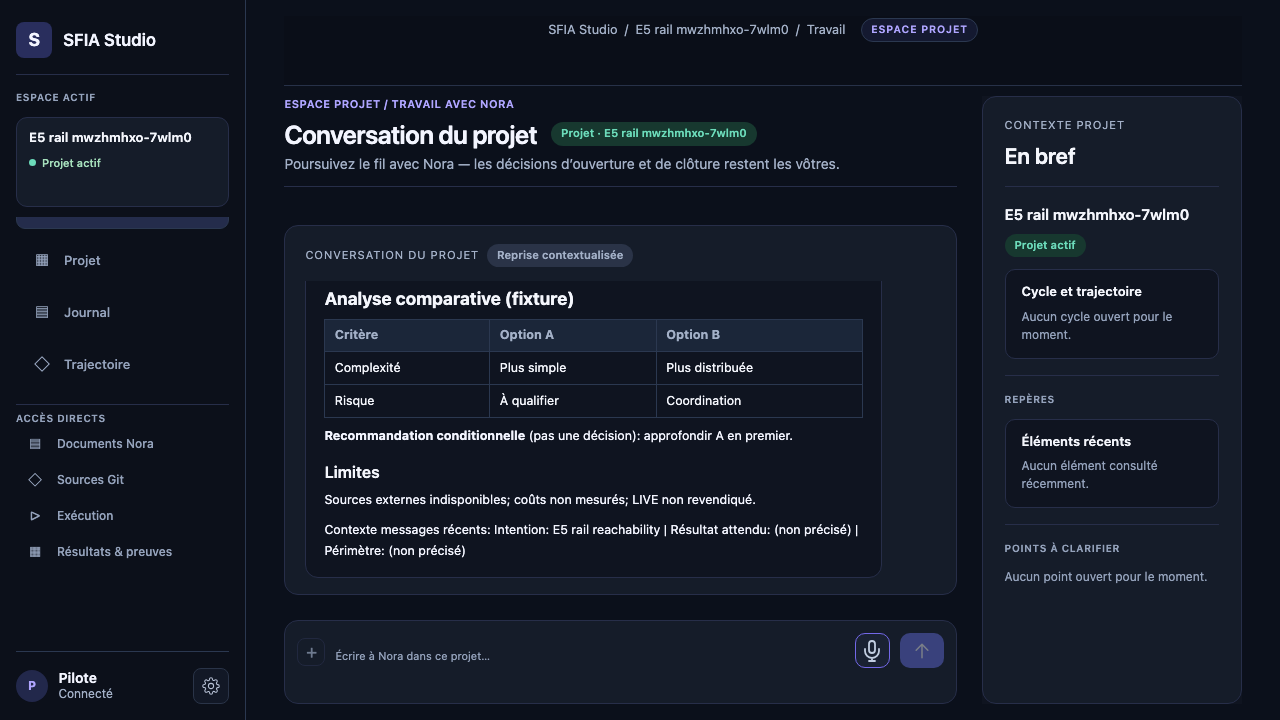 S
SFIA Studio
ESPACE ACTIF
E5 rail mwzhmhxo-7wlm0
Projet actif
Projet
Journal
Trajectoire
ACCÈS DIRECTS
Documents Nora
Sources Git
Exécution
Résultats & preuves
P
Pilote
Connecté
SFIA Studio / E5 rail mwzhmhxo-7wlm0 / Travail
ESPACE PROJET
ESPACE PROJET / TRAVAIL AVEC NORA
Conversation du projet
Projet · E5 rail mwzhmhxo-7wlm0
Poursuivez le fil avec Nora — les décisions d’ouverture et de clôture restent les vôtres.
CONVERSATION DU PROJET
Reprise contextualisée
Analyse comparative (fixture)
Critère Option A Option B
Complexité Plus simple Plus distribuée
Risque À qualifier Coordination
Recommandation conditionnelle (pas une décision): approfondir A en premier.
Limites
Sources externes indisponibles; coûts non mesurés; LIVE non revendiqué.
Contexte messages récents: Intention: E5 rail reachability | Résultat attendu: (non précisé) |
Périmètre: (non précisé)
Écrire à Nora dans ce projet...
CONTEXTE PROJET
En bref
E5 rail mwzhmhxo-7wlm0
Projet actif
Cycle et trajectoire
Aucun cycle ouvert pour le
moment.
REPÈRES
Éléments récents
Aucun élément consulté
récemment.
POINTS À CLARIFIER
Aucun point ouvert pour le moment.